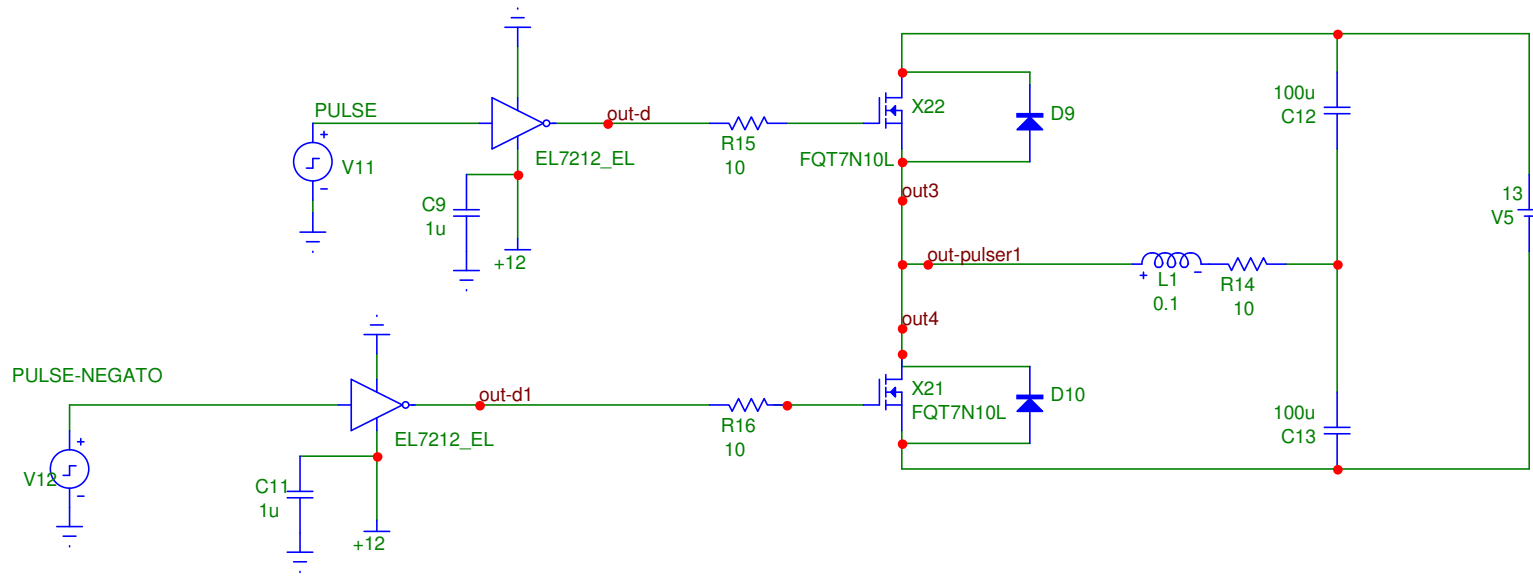 PULSE
+
V11
−
EL7212_EL
C9
1u
+12
out-d
R15
10
X22
FQT7N10L
D9
out3
out-pulser1
out4
+
L1
−
0.1
R14
10
100u
C12
13
V5
PULSE-NEGATO
+
V12
−
EL7212_EL
C11
1u
+12
out-d1
R16
10
X21
FQT7N10L
D10
100u
C13